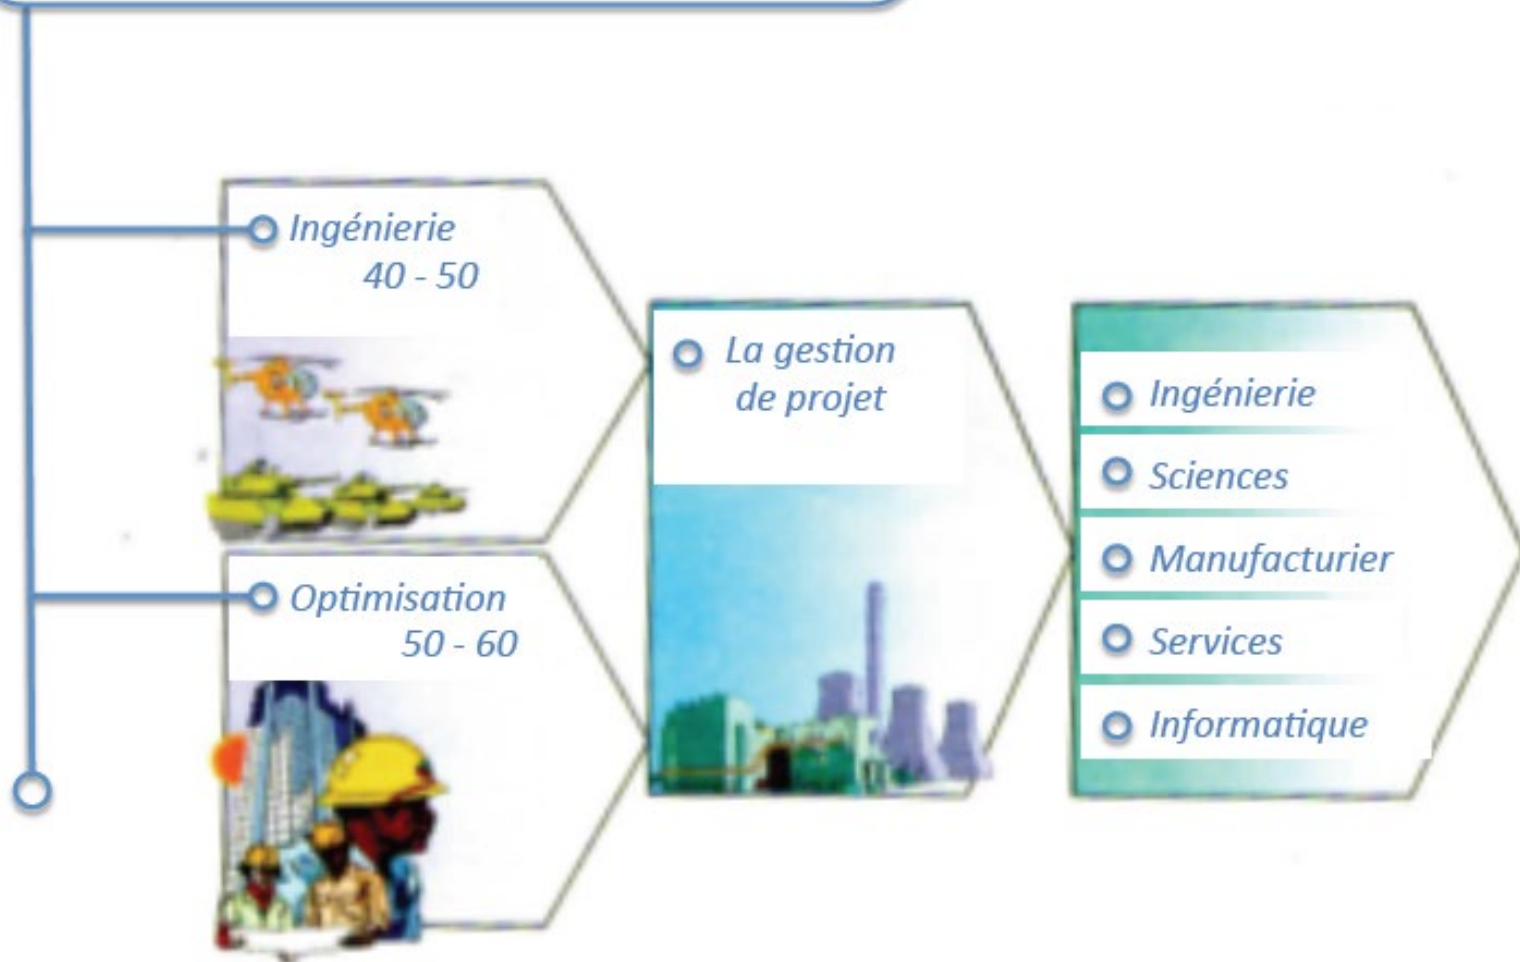 Ingénierie
40 - 50
Optimisation
50 - 60
La gestion
de projet
Ingénierie
Sciences
Manufacturier
Services
Informatique